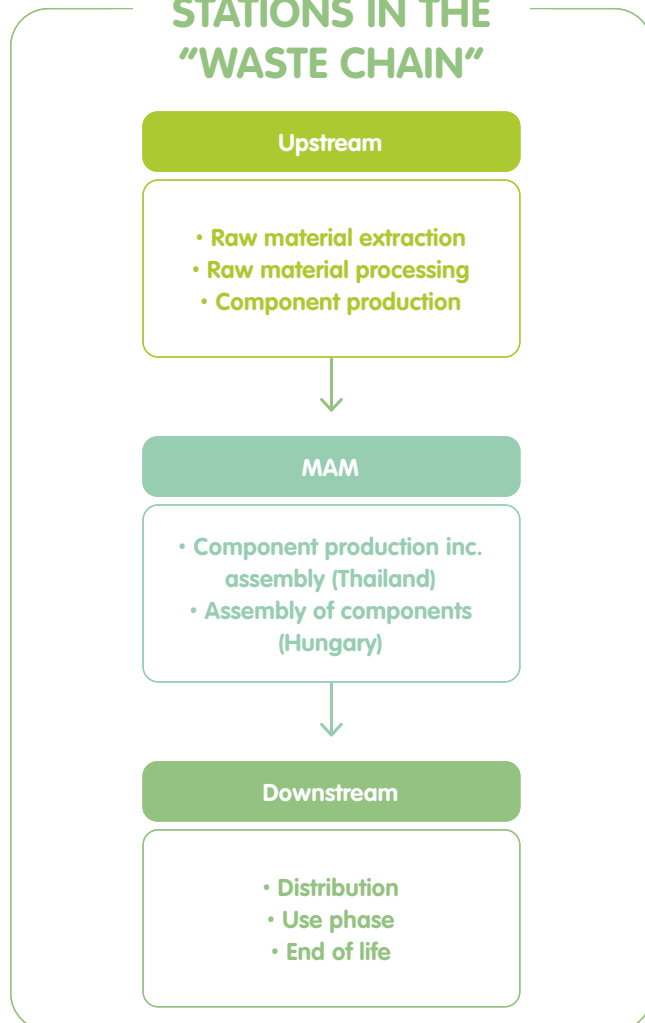 STATIONS IN THE
“WASTE CHAIN”
Upstream
• Raw material extraction
• Raw material processing
• Component production
MAM
• Component production inc.
assembly (Thailand)
• Assembly of components
(Hungary)
Downstream
• Distribution
• Use phase
• End of life